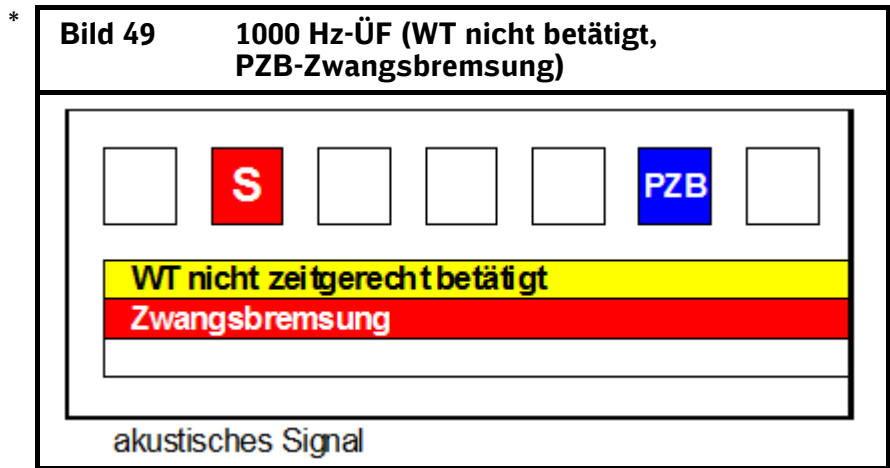 *
Bild 49 1000 Hz-ÜF (WT nicht betätigt,
PZB-Zwangsbremsung)
S PZB
WT nicht zeitgerecht betätigt
Zwangsbremsung
akustisches Signal